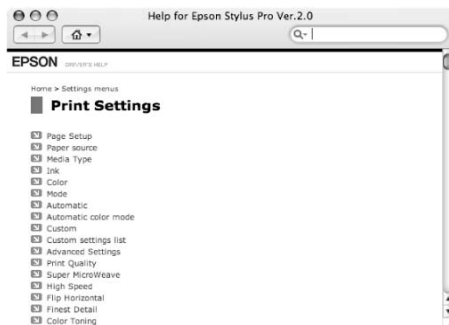 Help for Epson Stylus Pro Ver.2.0
EPSON DRIVER'S HELP
Home > Settings menus
Print Settings
Page Setup
Paper source
Media Type
Ink
Color
Mode
Automatic
Automatic color mode
Custom
Custom settings list
Advanced Settings
Print Quality
Super MicroWeave
High Speed
Flip Horizontal
Finest Detail
Color Toning